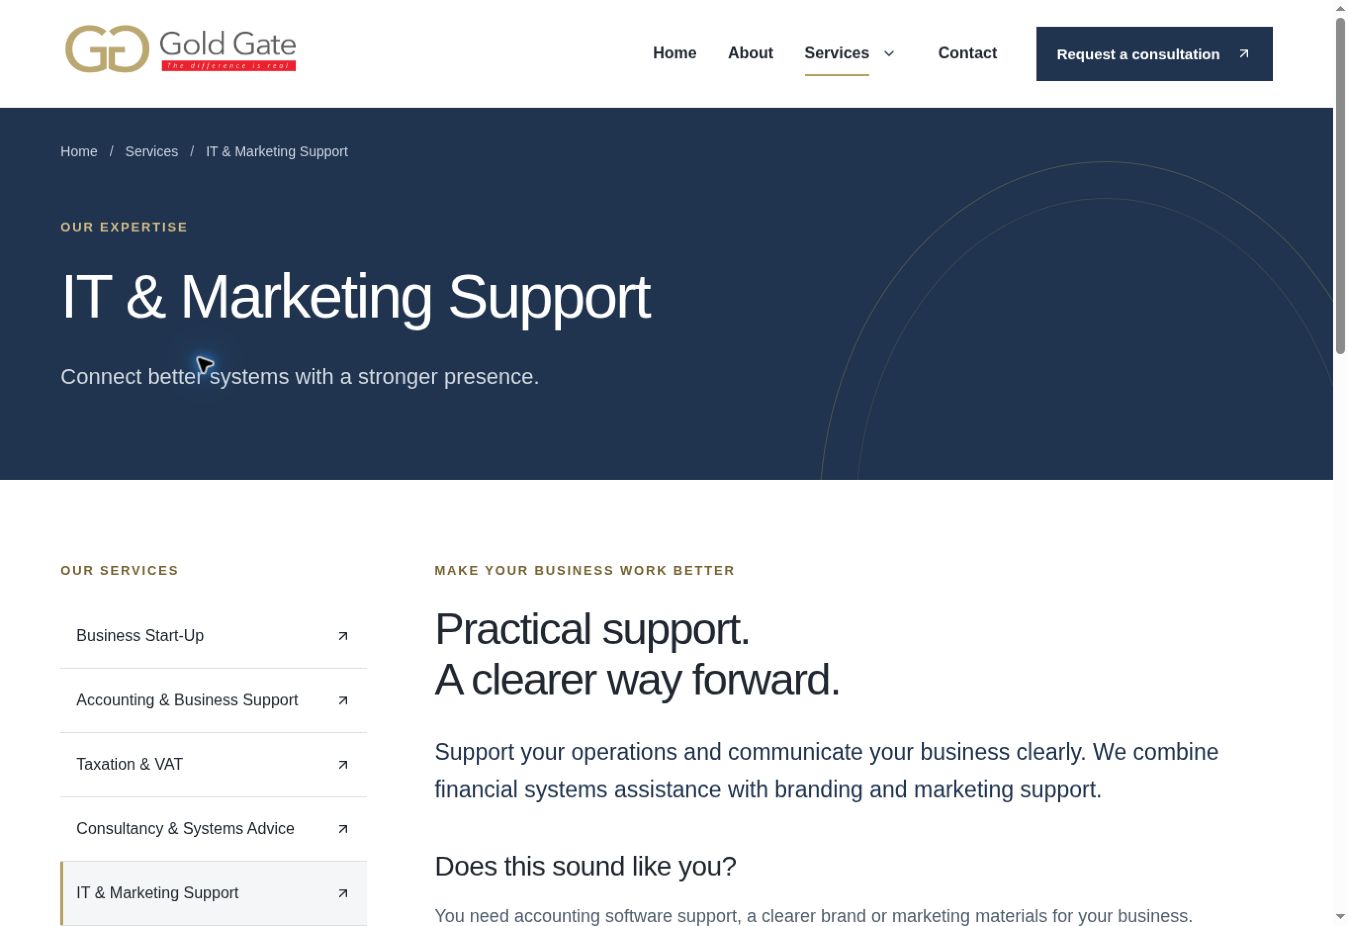 Gold Gate
The difference is real
Home
About
Services
Contact
Request a consultation
Home / Services / IT & Marketing Support
OUR EXPERTISE
IT & Marketing Support
Connect better systems with a stronger presence.
OUR SERVICES
Business Start-Up
Accounting & Business Support
Taxation & VAT
Consultancy & Systems Advice
IT & Marketing Support
MAKE YOUR BUSINESS WORK BETTER
Practical support.
A clearer way forward.
Support your operations and communicate your business clearly. We combine
financial systems assistance with branding and marketing support.
Does this sound like you?
You need accounting software support, a clearer brand or marketing materials for your business.